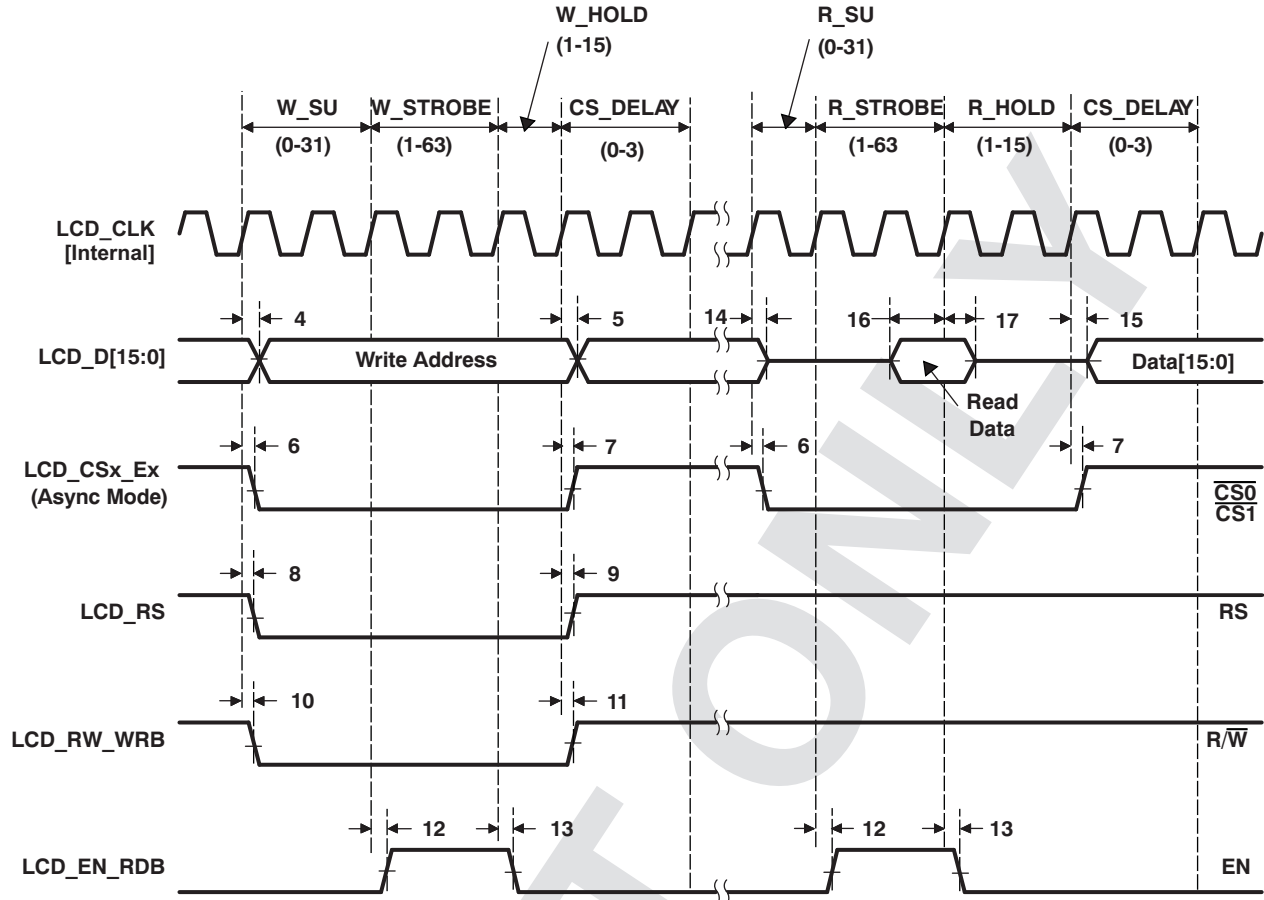 W_HOLD
(1-15)
R_SU
(0-31)
W_SU W_STROBE CS_DELAY R_STROBE R_HOLD CS_DELAY
(0-31) (1-63) (0-3) (1-63 (1-15) (0-3)
LCD_CLK
[Internal]
4 5 14 16 17 15
LCD_D[15:0] Write Address Data[15:0]
Read
Data
6 7 6 7
LCD_CSx_Ex
(Async Mode)
CS0
CS1
8 9
LCD_RS RS
10 11
LCD_RW_WRB R/W
12 13 12 13
LCD_EN_RDB EN
T ONLY